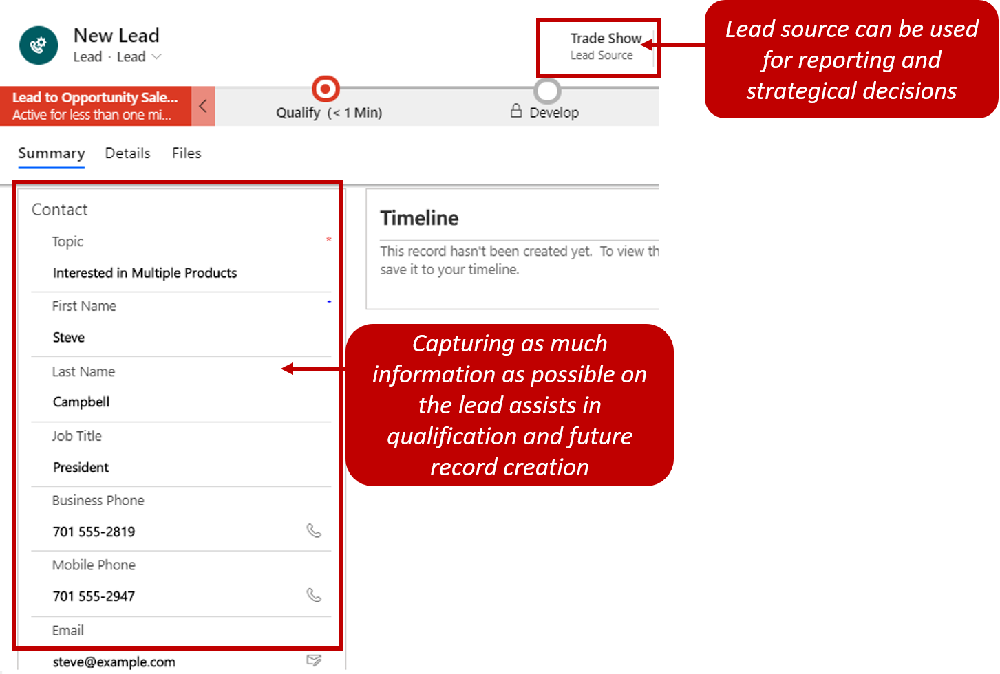 New Lead
Lead · Lead
Trade Show
Lead Source
Lead source can be used
for reporting and
strategical decisions
Lead to Opportunity Sale...
Active for less than one mi...
Qualify (< 1 Min)
Develop
Summary Details Files
Contact
Topic *
Interested in Multiple Products
First Name
Steve
Last Name
Campbell
Job Title
President
Business Phone
701 555-2819
Mobile Phone
701 555-2947
Email
steve@example.com
Timeline
This record hasn't been created yet. To view th
save it to your timeline.
Capturing as much
information as possible on
the lead assists in
qualification and future
record creation